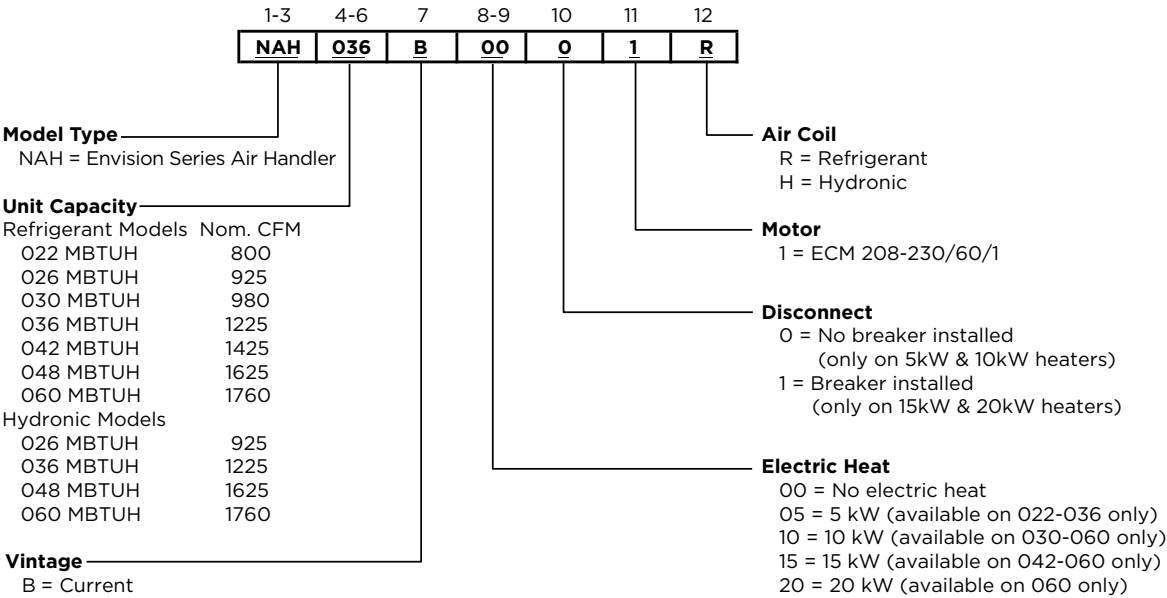 1-3 4-6 7 8-9 10 11 12
NAH 036 B 00 0 1 R
Model Type
NAH = Envision Series Air Handler
Unit Capacity
Refrigerant Models Nom. CFM
022 MBTUH 800
026 MBTUH 925
030 MBTUH 980
036 MBTUH 1225
042 MBTUH 1425
048 MBTUH 1625
060 MBTUH 1760
Hydronic Models
026 MBTUH 925
036 MBTUH 1225
048 MBTUH 1625
060 MBTUH 1760
Vintage
B = Current
Air Coil
R = Refrigerant
H = Hydronic
Motor
1 = ECM 208-230/60/1
Disconnect
0 = No breaker installed
(only on 5kW & 10kW heaters)
1 = Breaker installed
(only on 15kW & 20kW heaters)
Electric Heat
00 = No electric heat
05 = 5 kW (available on 022-036 only)
10 = 10 kW (available on 030-060 only)
15 = 15 kW (available on 042-060 only)
20 = 20 kW (available on 060 only)